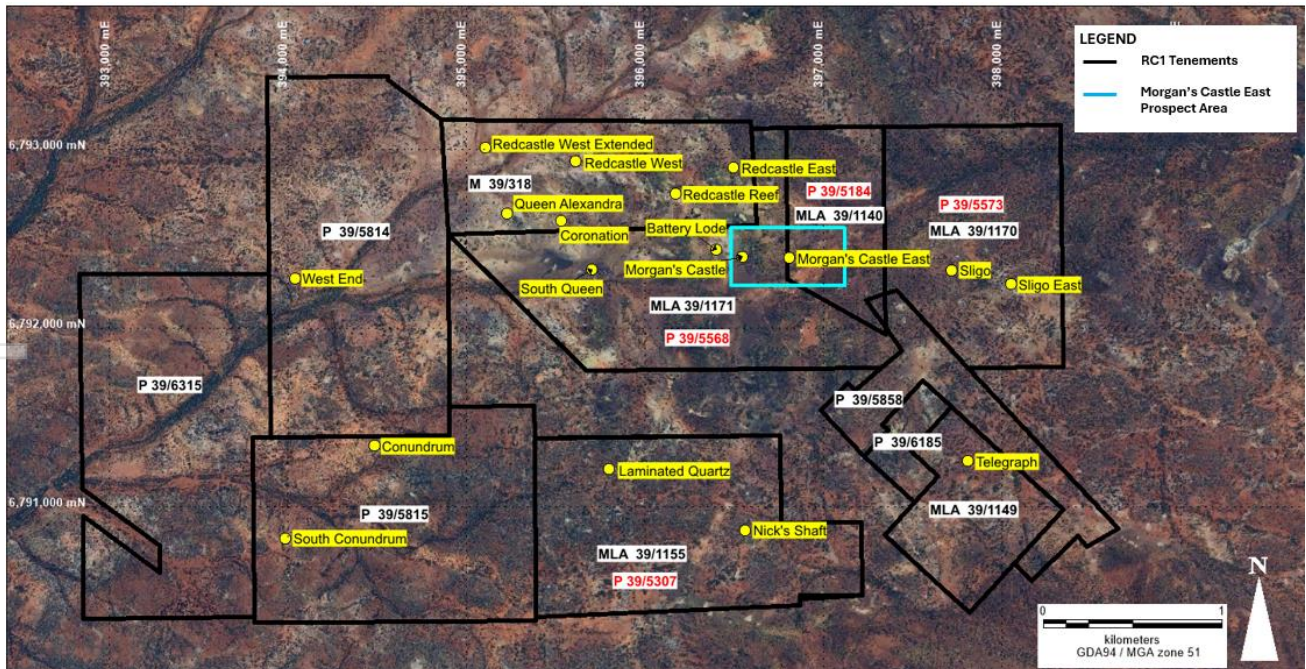 393,000 mE
394,000 mE
395,000 mE
396,000 mE
397,000 mE
398,000 mE
LEGEND
RC1 Tenements
Morgan's Castle East
Prospect Area
6,793,000 mN
Redcastle West Extended
Redcastle West
Redcastle East
M 39/318
Redcastle Reef
P 39/5184
P 39/5573
Queen Alexandra
MLA 39/1140
P 39/5814
Coronation
Battery Lode
MLA 39/1170
West End
South Queen
Morgan's Castle
Morgan's Castle East
Sligo
Sligo East
MLA 39/1171
6,792,000 mN
P 39/5568
P 39/6315
P 39/5858
Conundrum
P 39/6185
Laminated Quartz
Telegraph
6,791,000 mN
P 39/5815
MLA 39/1149
South Conundrum
Nick's Shaft
MLA 39/1155
P 39/5307
N
0 1
kilometers
GDA94 / MGA zone 51